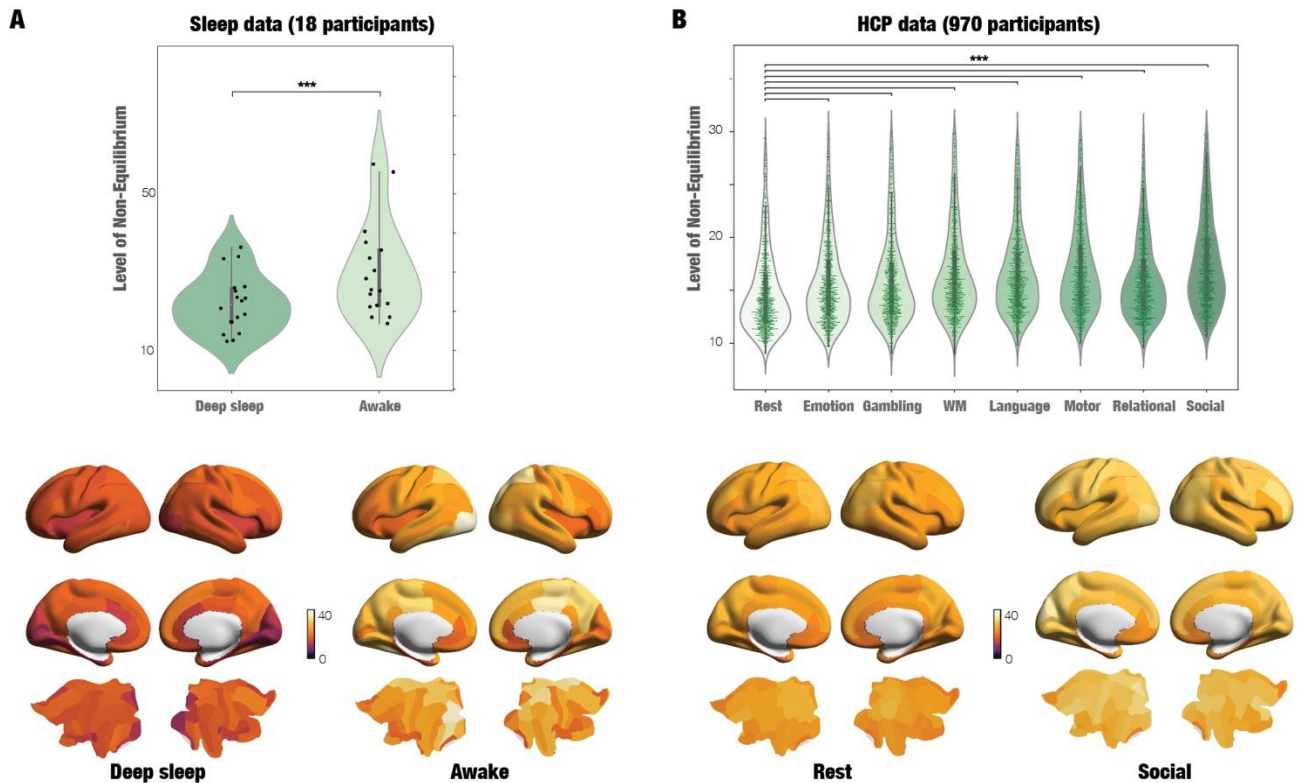 A
Sleep data (18 participants)
***
Level of Non-Equilibrium
50
10
Deep sleep
Awake
B
HCP data (970 participants)
***
Level of Non-Equilibrium
30
20
10
Rest
Emotion
Gambling
WM
Language
Motor
Relational
Social
40
0
40
0
Deep sleep
Awake
Rest
Social